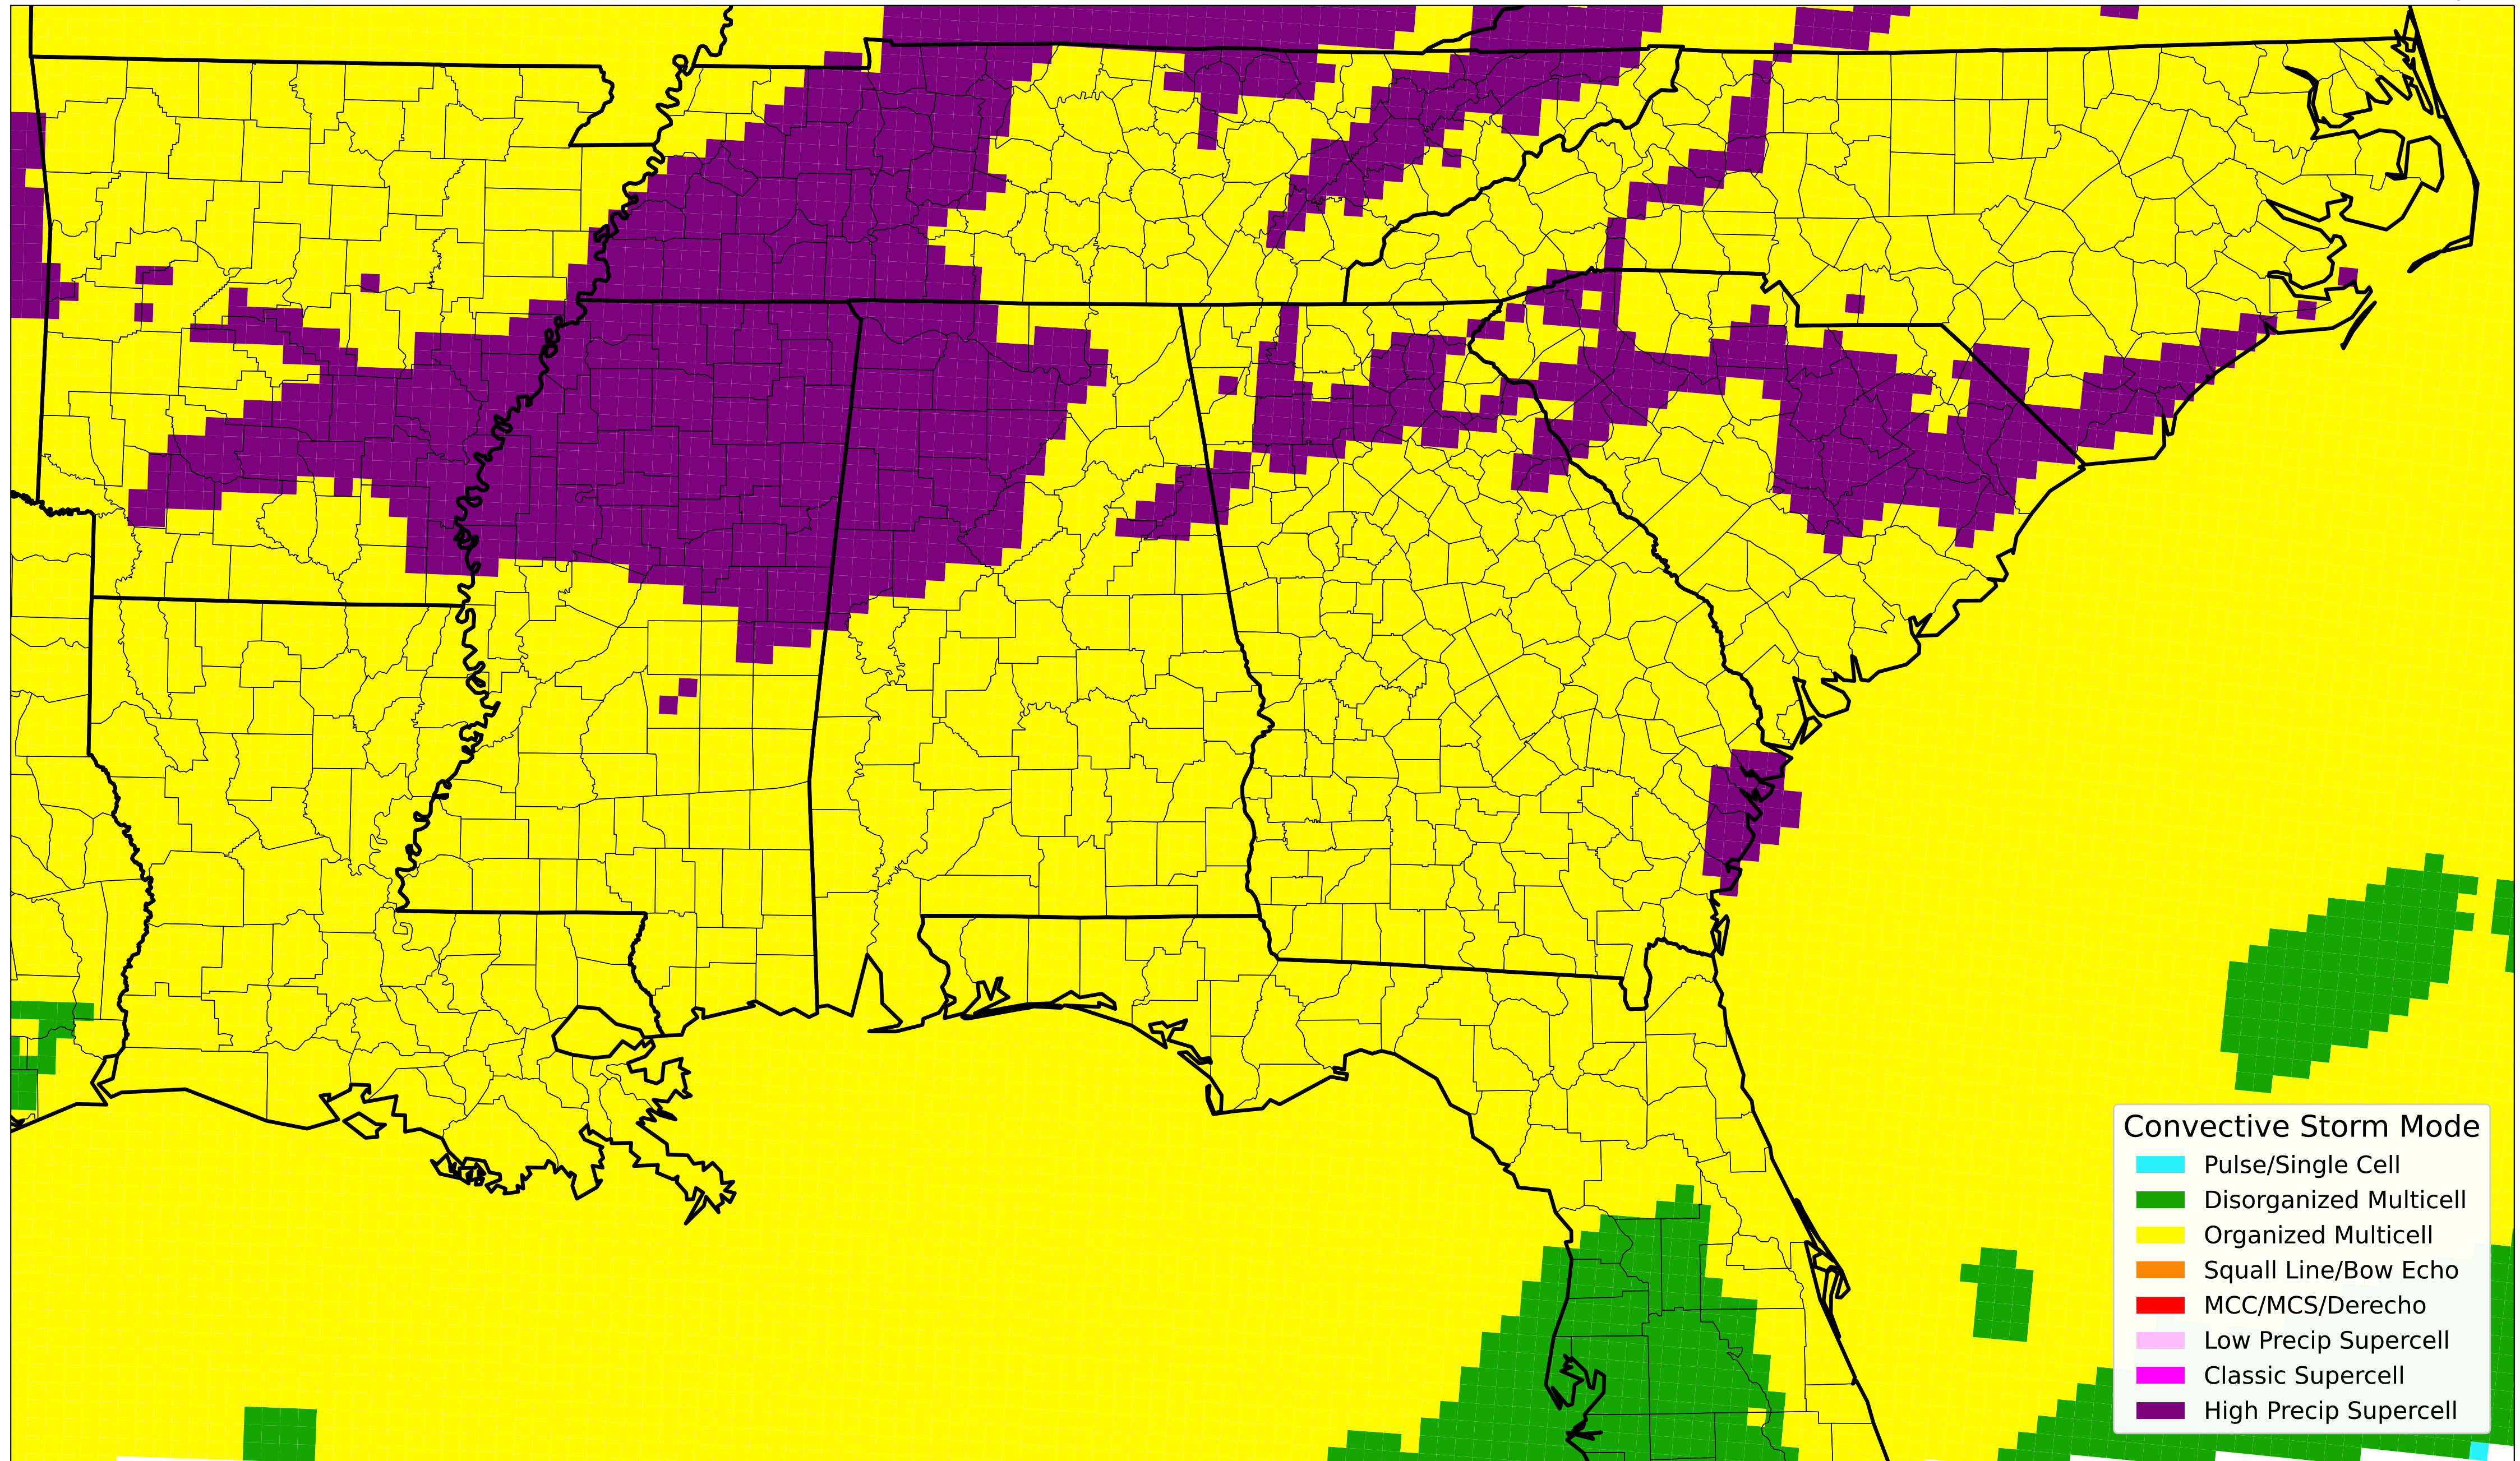 Convective Storm Mode
Pulse/Single Cell
Disorganized Multicell
Organized Multicell
Squall Line/Bow Echo
MCC/MCS/Derecho
Low Precip Supercell
Classic Supercell
High Precip Supercell